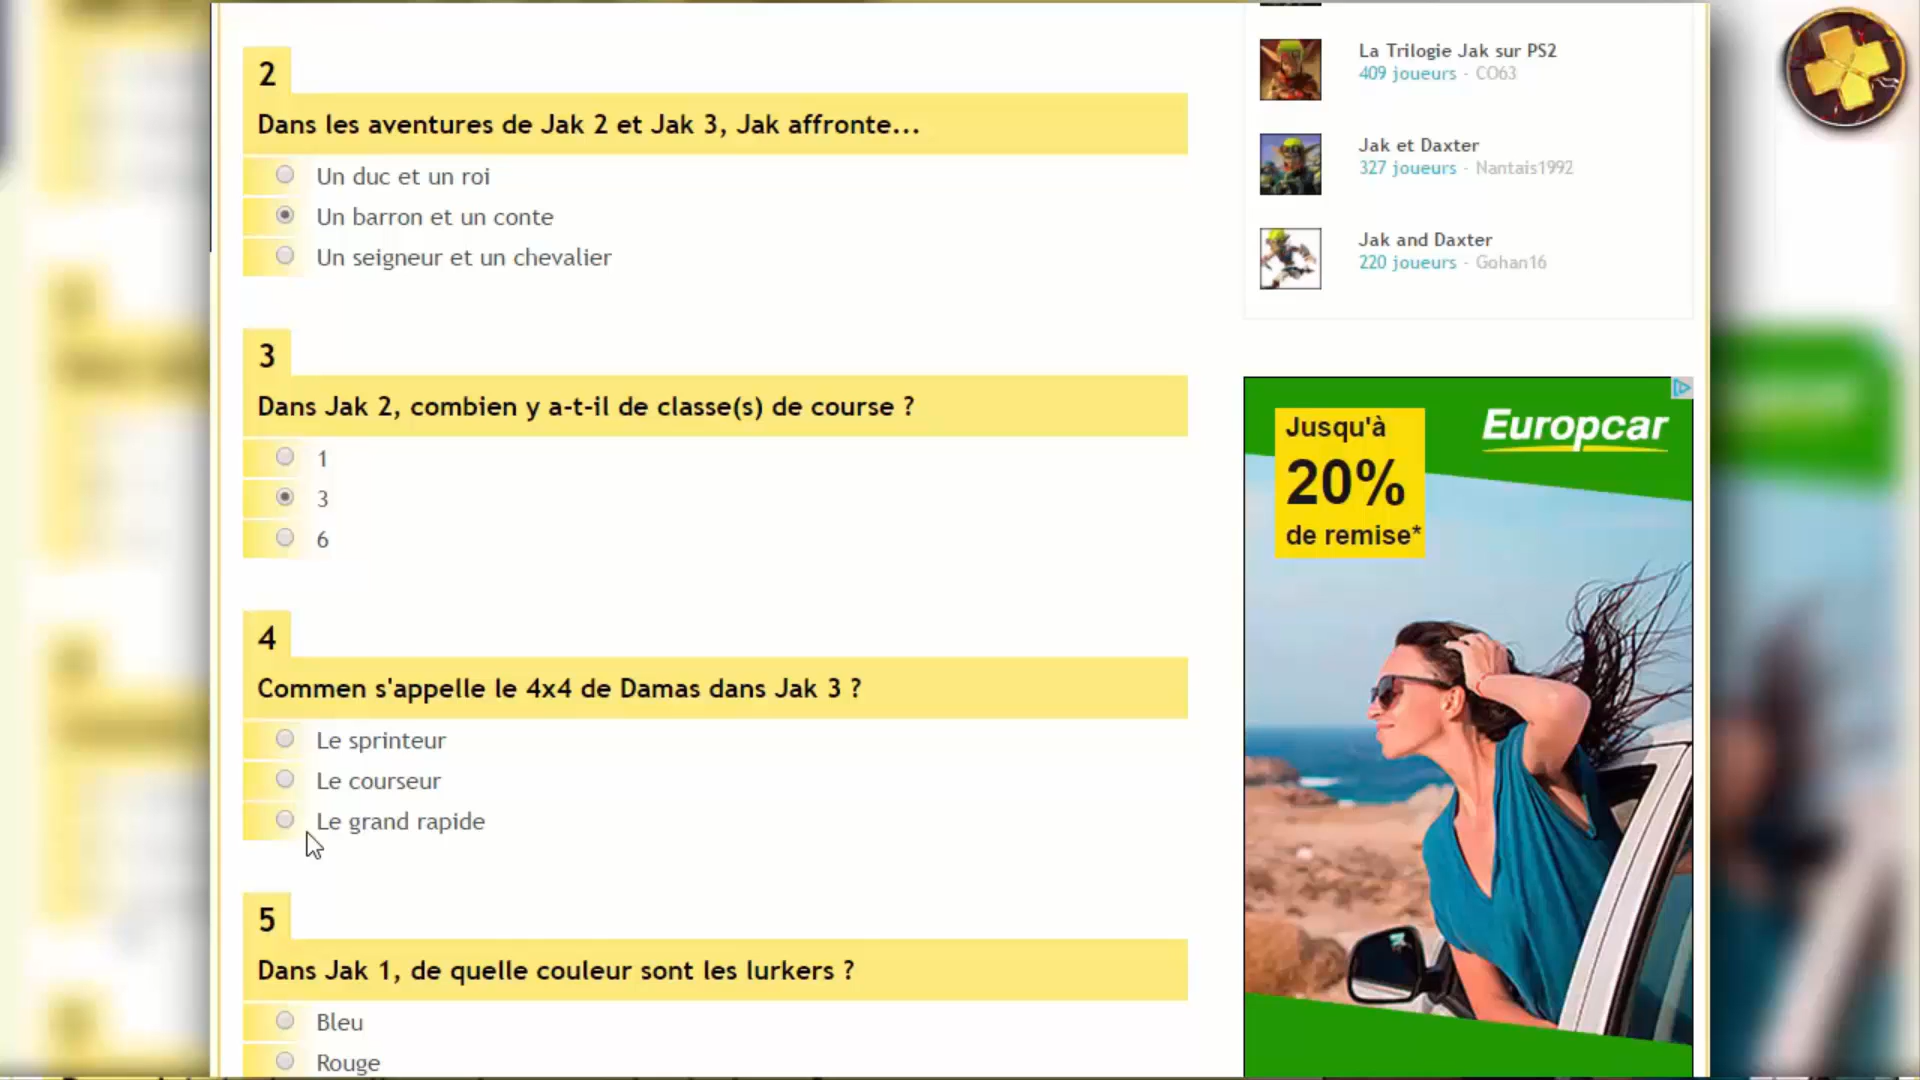 2
Dans les aventures de Jak 2 et Jak 3, Jak affronte...
Un duc et un roi
Un barron et un conte
Un seigneur et un chevalier
3
Dans Jak 2, combien y a-t-il de classe(s) de course ?
1
3
6
4
Commen s'appelle le 4x4 de Damas dans Jak 3 ?
Le sprinteur
Le courseur
Le grand rapide
5
Dans Jak 1, de quelle couleur sont les lurkers ?
Bleu
Rouge
La Trilogie Jak sur PS2
409 joueurs - CO63
Jak et Daxter
327 joueurs - Nantais1992
Jak and Daxter
220 joueurs - Gohan16
Europcar
Jusqu'à
20%
de remise*